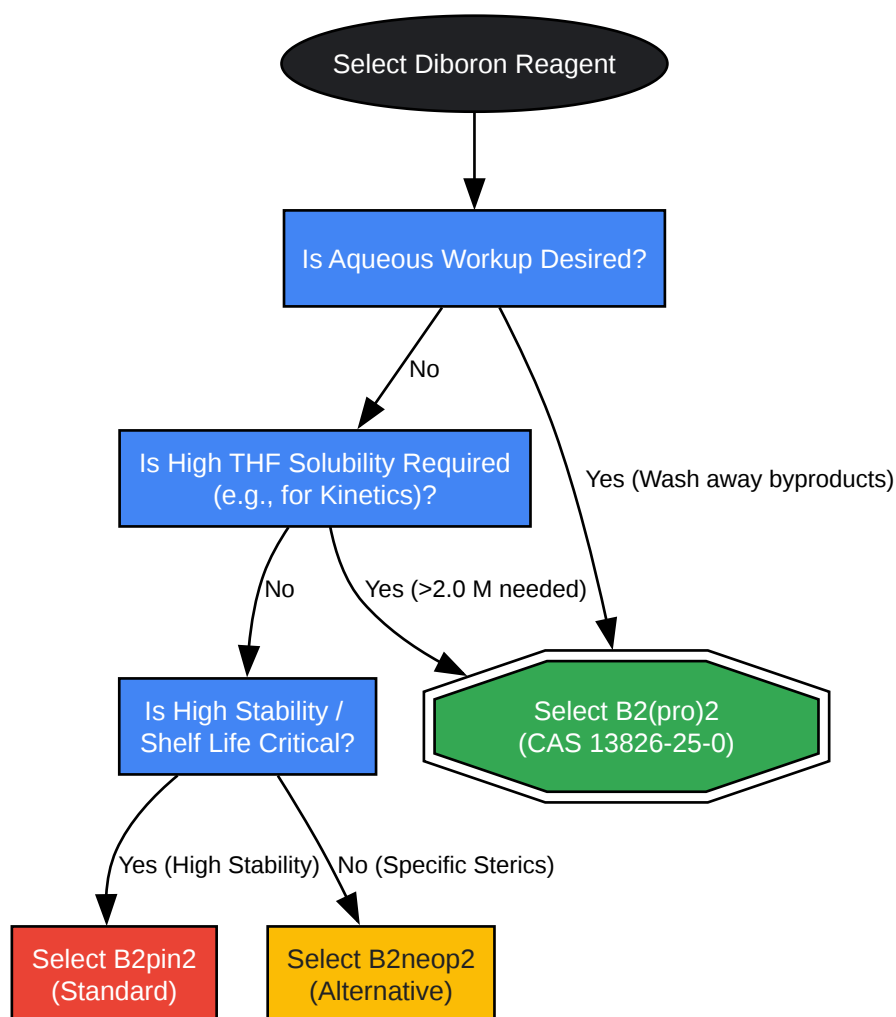 Select Diboron Reagent
Is Aqueous Workup Desired?
No
Is High THF Solubility Required
(e.g., for Kinetics)?
Yes (Wash away byproducts)
No
Yes (>2.0 M needed)
Is High Stability /
Shelf Life Critical?
Select B2(pro)2
(CAS 13826-25-0)
Yes (High Stability)
No (Specific Sterics)
Select B2pin2
(Standard)
Select B2neop2
(Alternative)